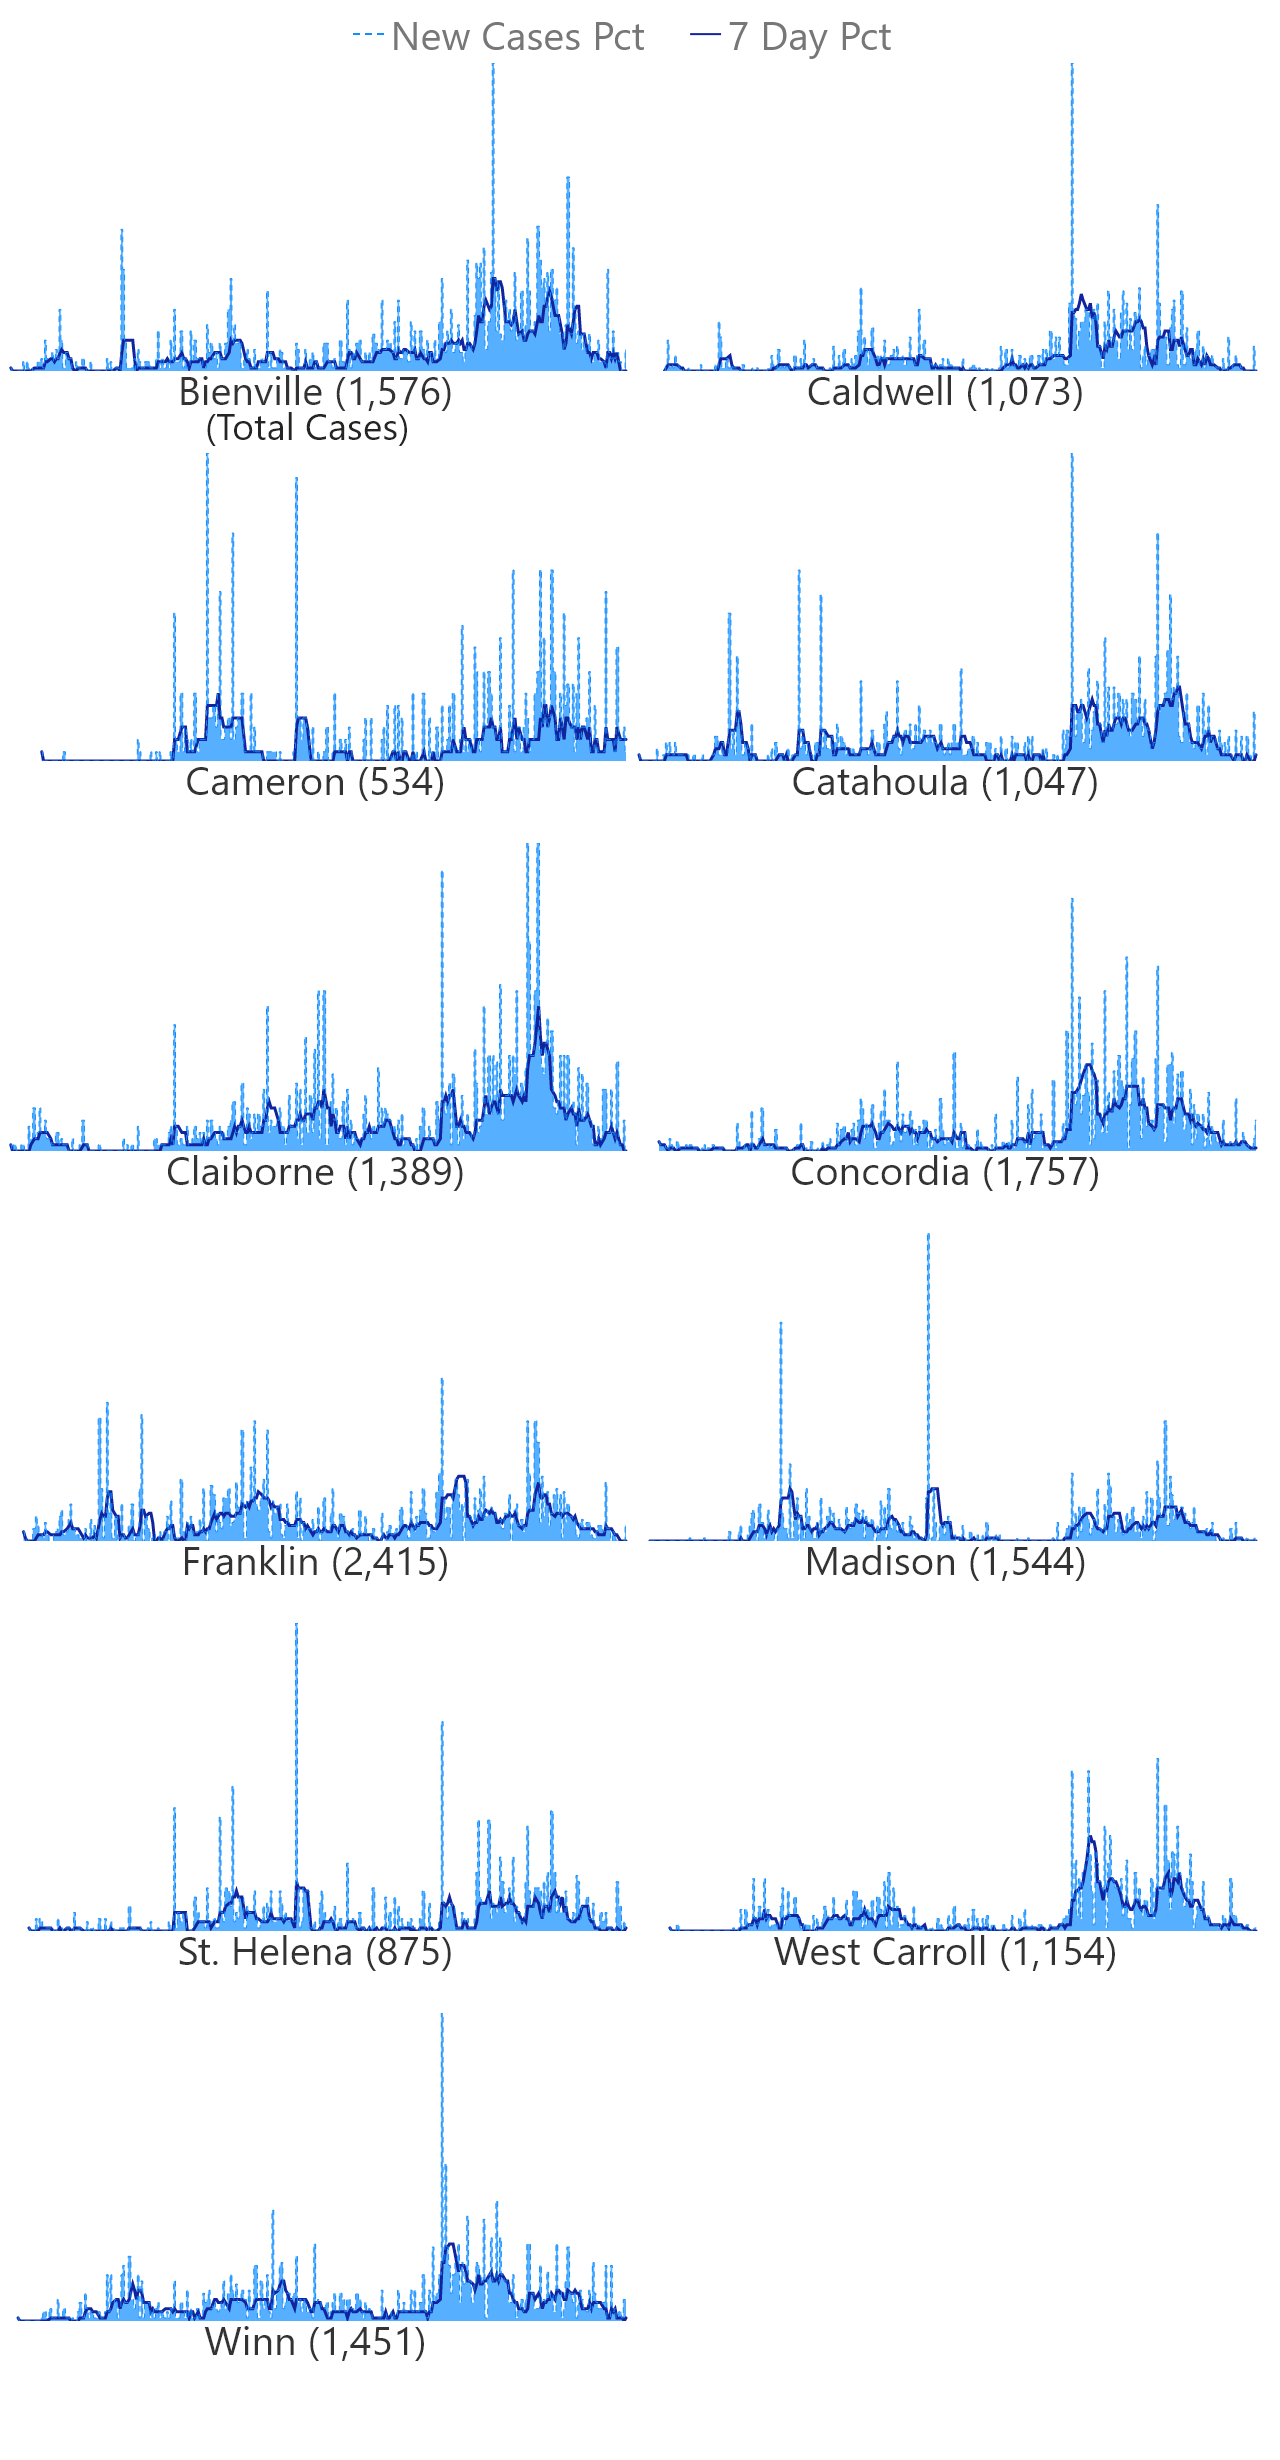 New Cases Pct 7 Day Pct
Bienville (1,576) Caldwell (1,073)
(Total Cases)
Cameron (534) Catahoula (1,047)
Claiborne (1,389) Concordia (1,757)
Franklin (2,415) Madison (1,544)
St. Helena (875) West Carroll (1,154)
Winn (1,451)